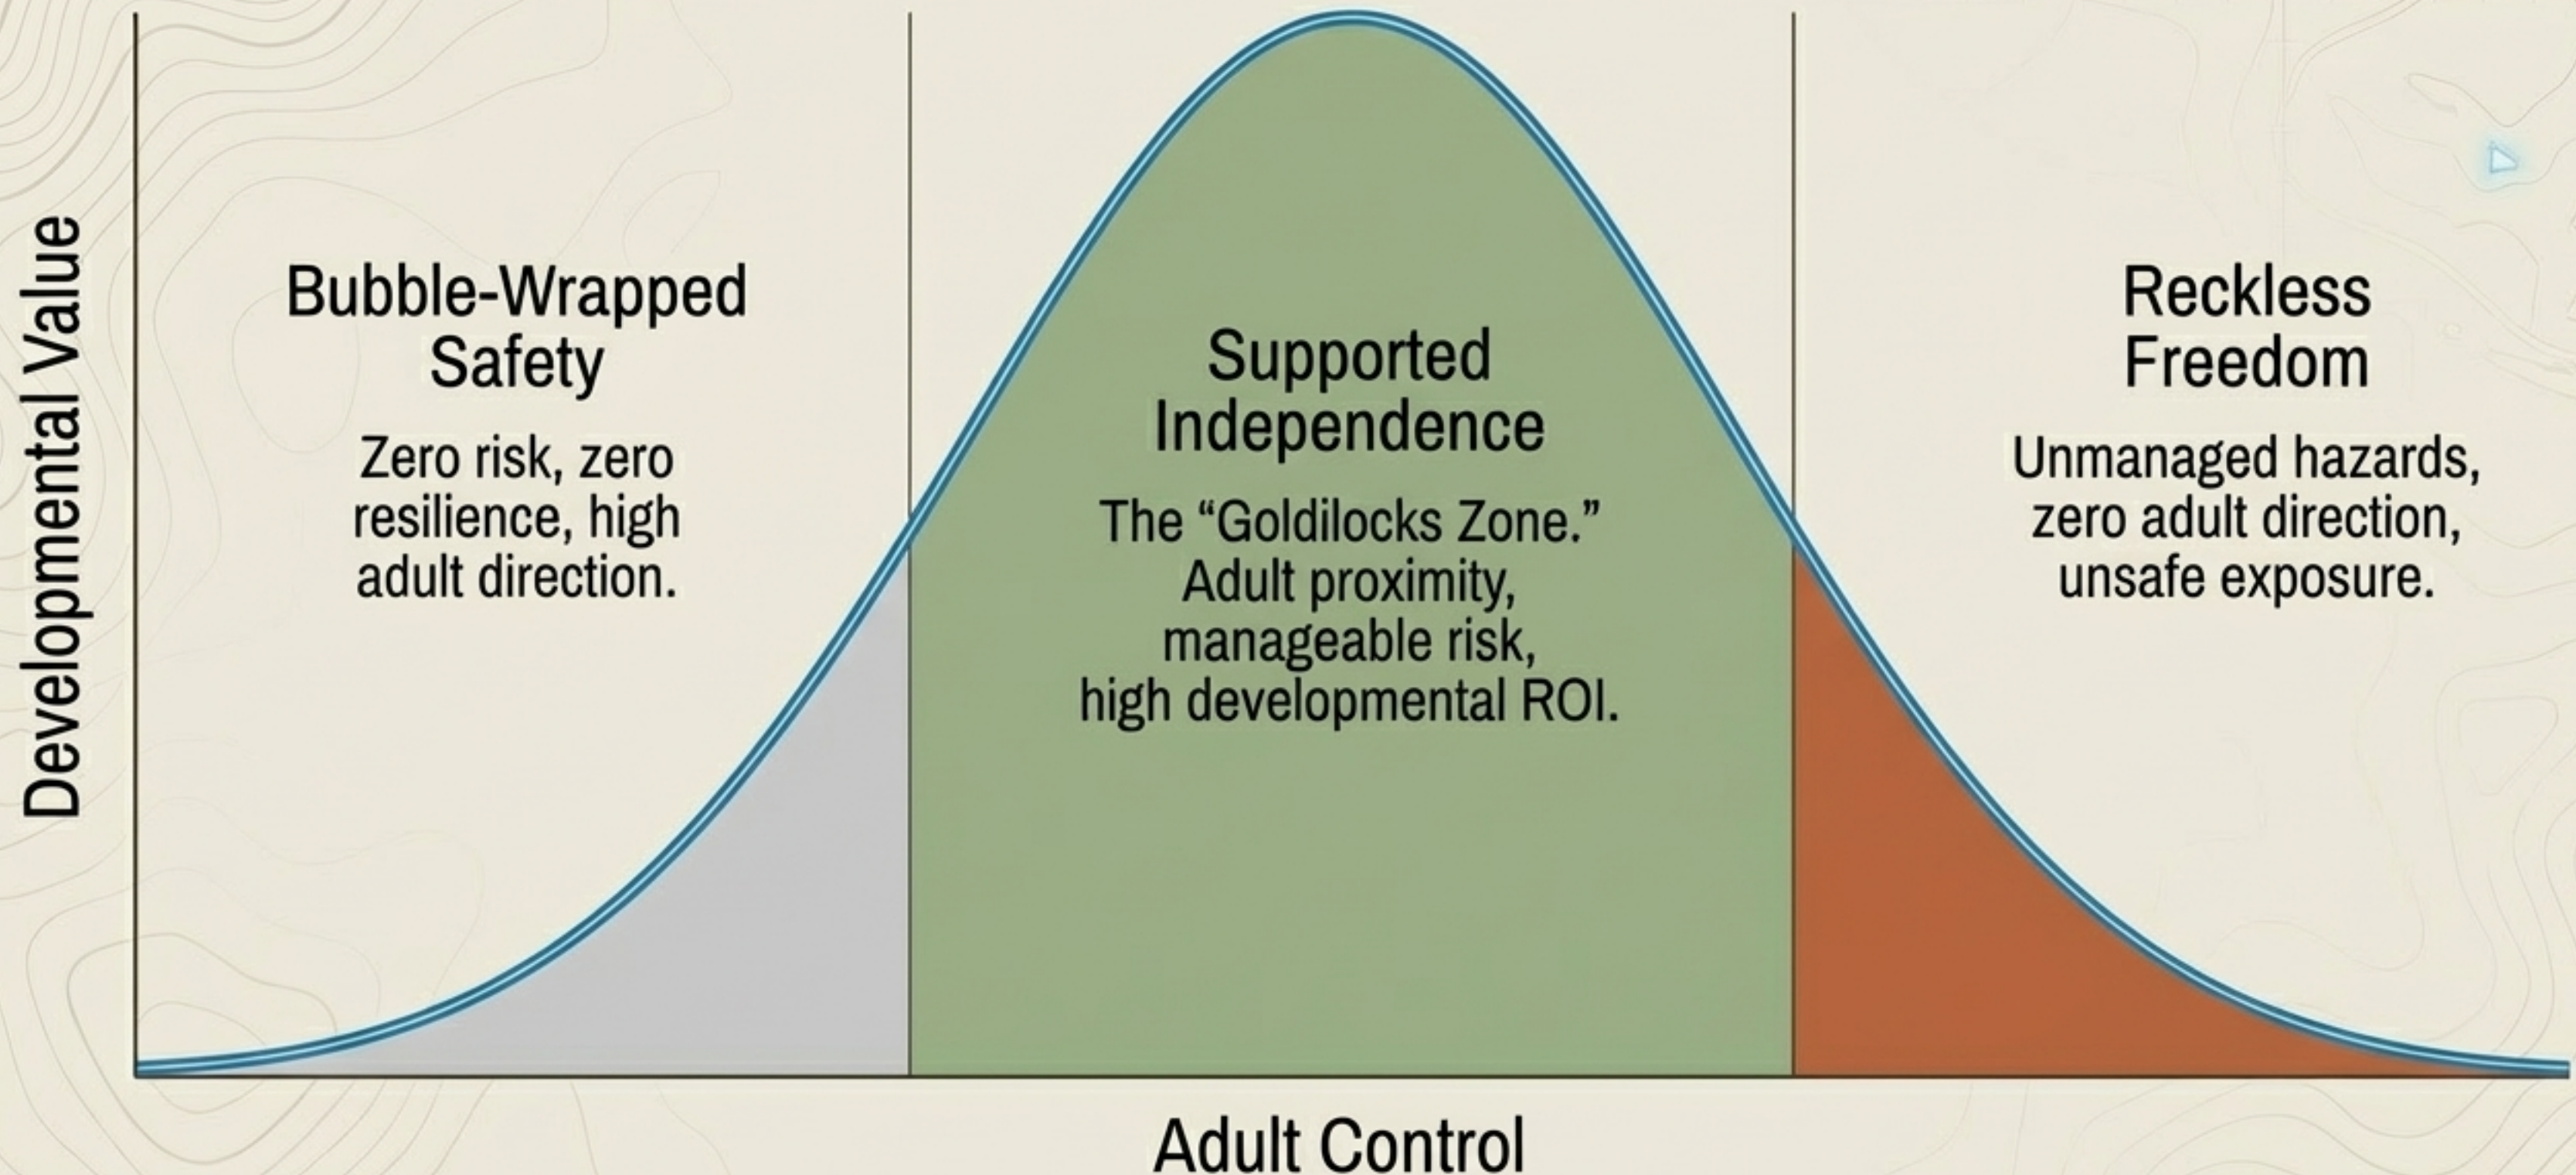 Developmental Value
Bubble-Wrapped
Safety
Zero risk, zero
resilience, high
adult direction.
Supported
Independence
The “Goldilocks Zone.”
Adult proximity,
manageable risk,
high developmental ROI.
Reckless
Freedom
Unmanaged hazards,
zero adult direction,
unsafe exposure.
Adult Control